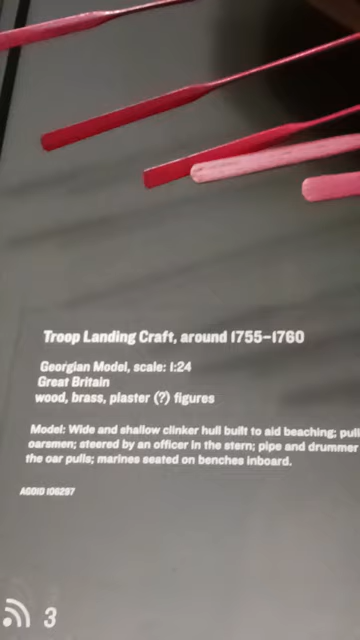 Troop Landing Craft, around 1755–1760
Georgian Model, scale: 1:24
Great Britain
wood, brass, plaster (?) figures
Model: Wide and shallow clinker hull built to aid beaching;
oarsmen; steered by an officer in the stern; pipe and drummer
the oar pulls; marines seated on benches inboard.
AGOID 106297
3